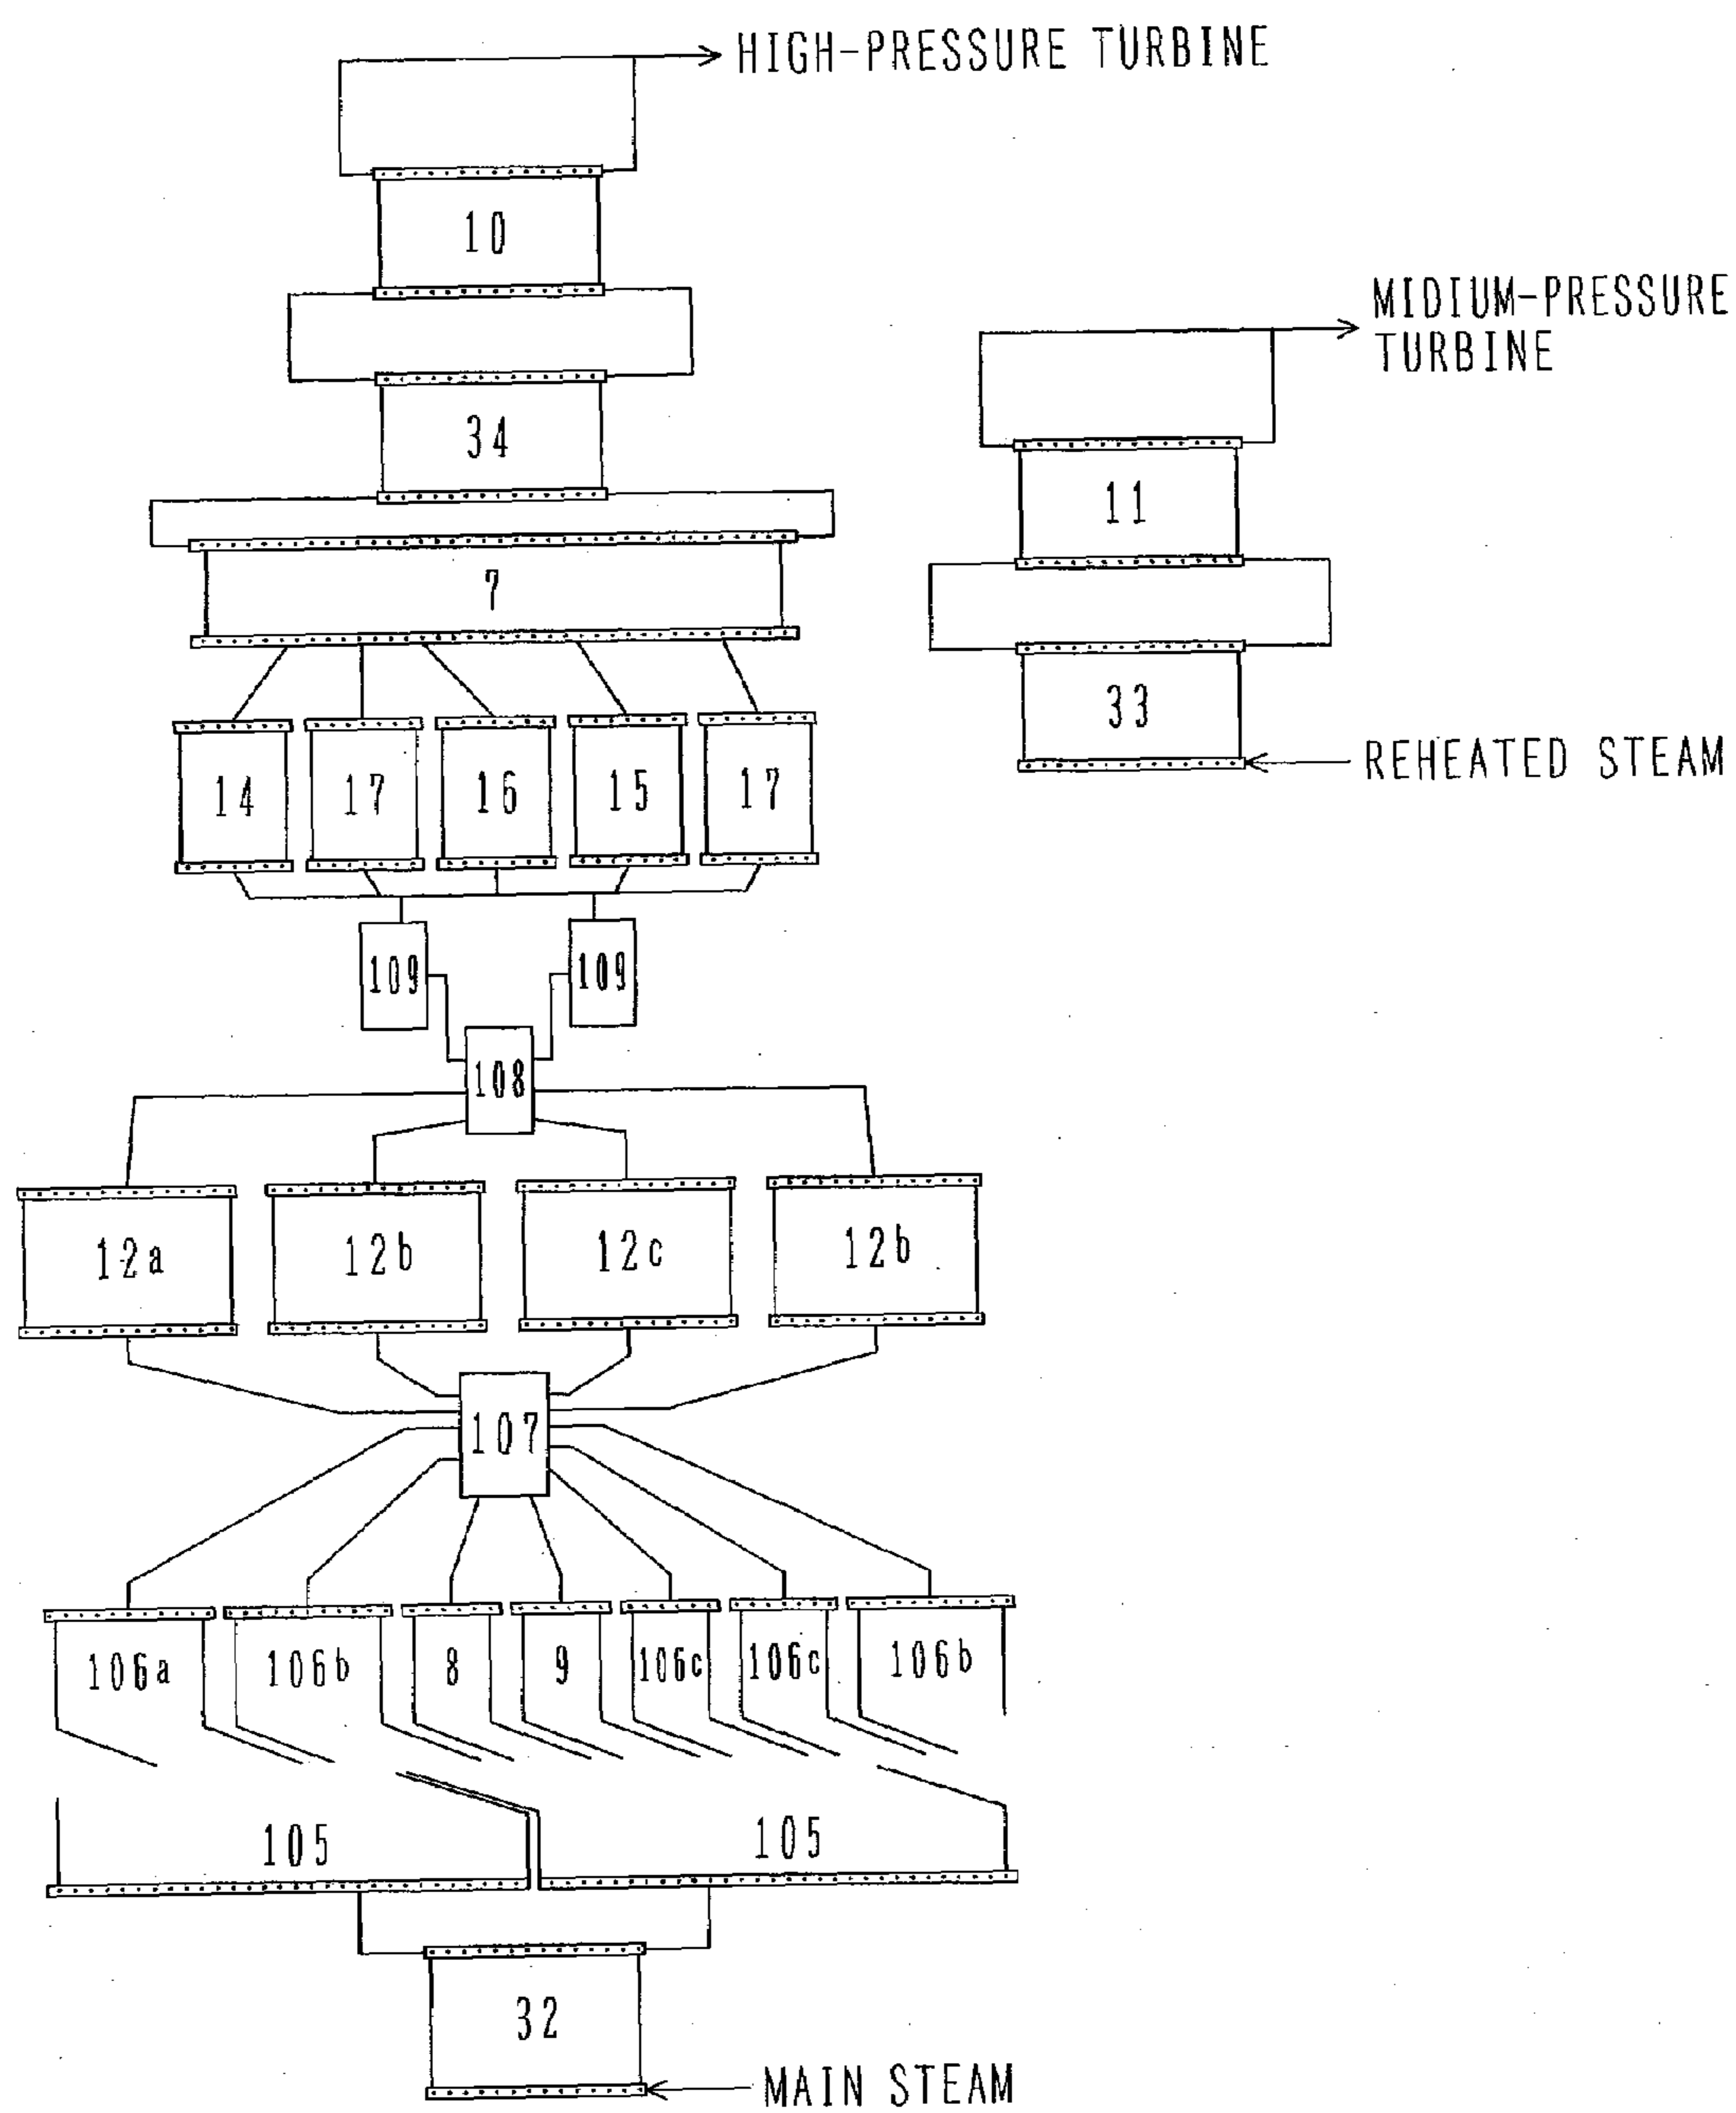 HIGH-PRESSURE TURBINE
10
MIDIUM-PRESSURE
TURBINE
34
11
7
33
REHEATED STEAM
14 17 16 15 17
109 109
108
12a 12b 12c 12b
107
106a 106b 8 9 106c 106c 106b
105 105
32
MAIN STEAM